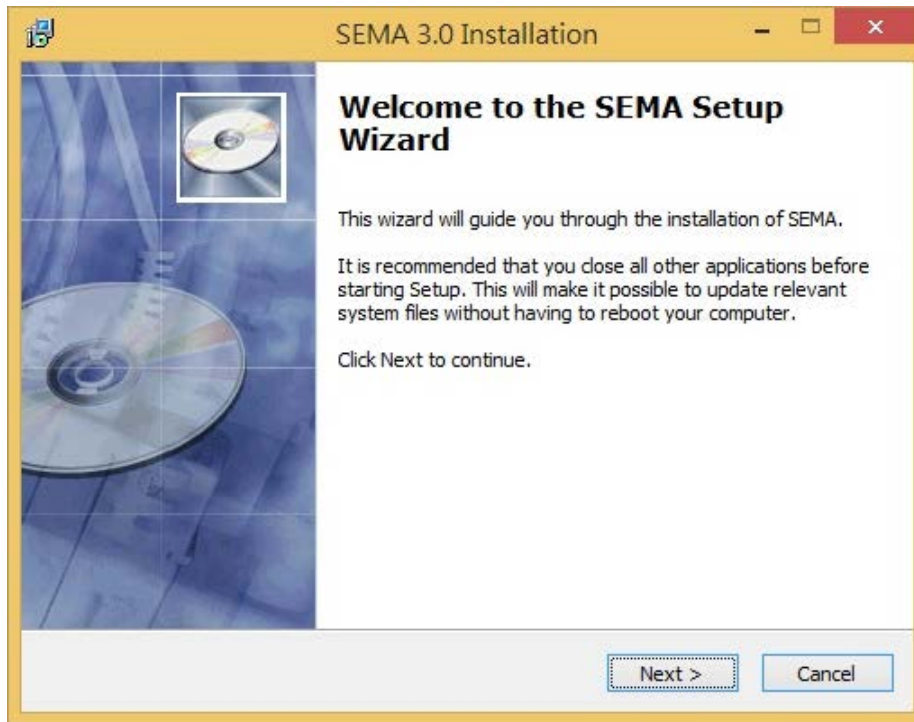 SEMA 3.0 Installation
Welcome to the SEMA Setup
Wizard
This wizard will guide you through the installation of SEMA.
It is recommended that you close all other applications before
starting Setup. This will make it possible to update relevant
system files without having to reboot your computer.
Click Next to continue.
Next >
Cancel